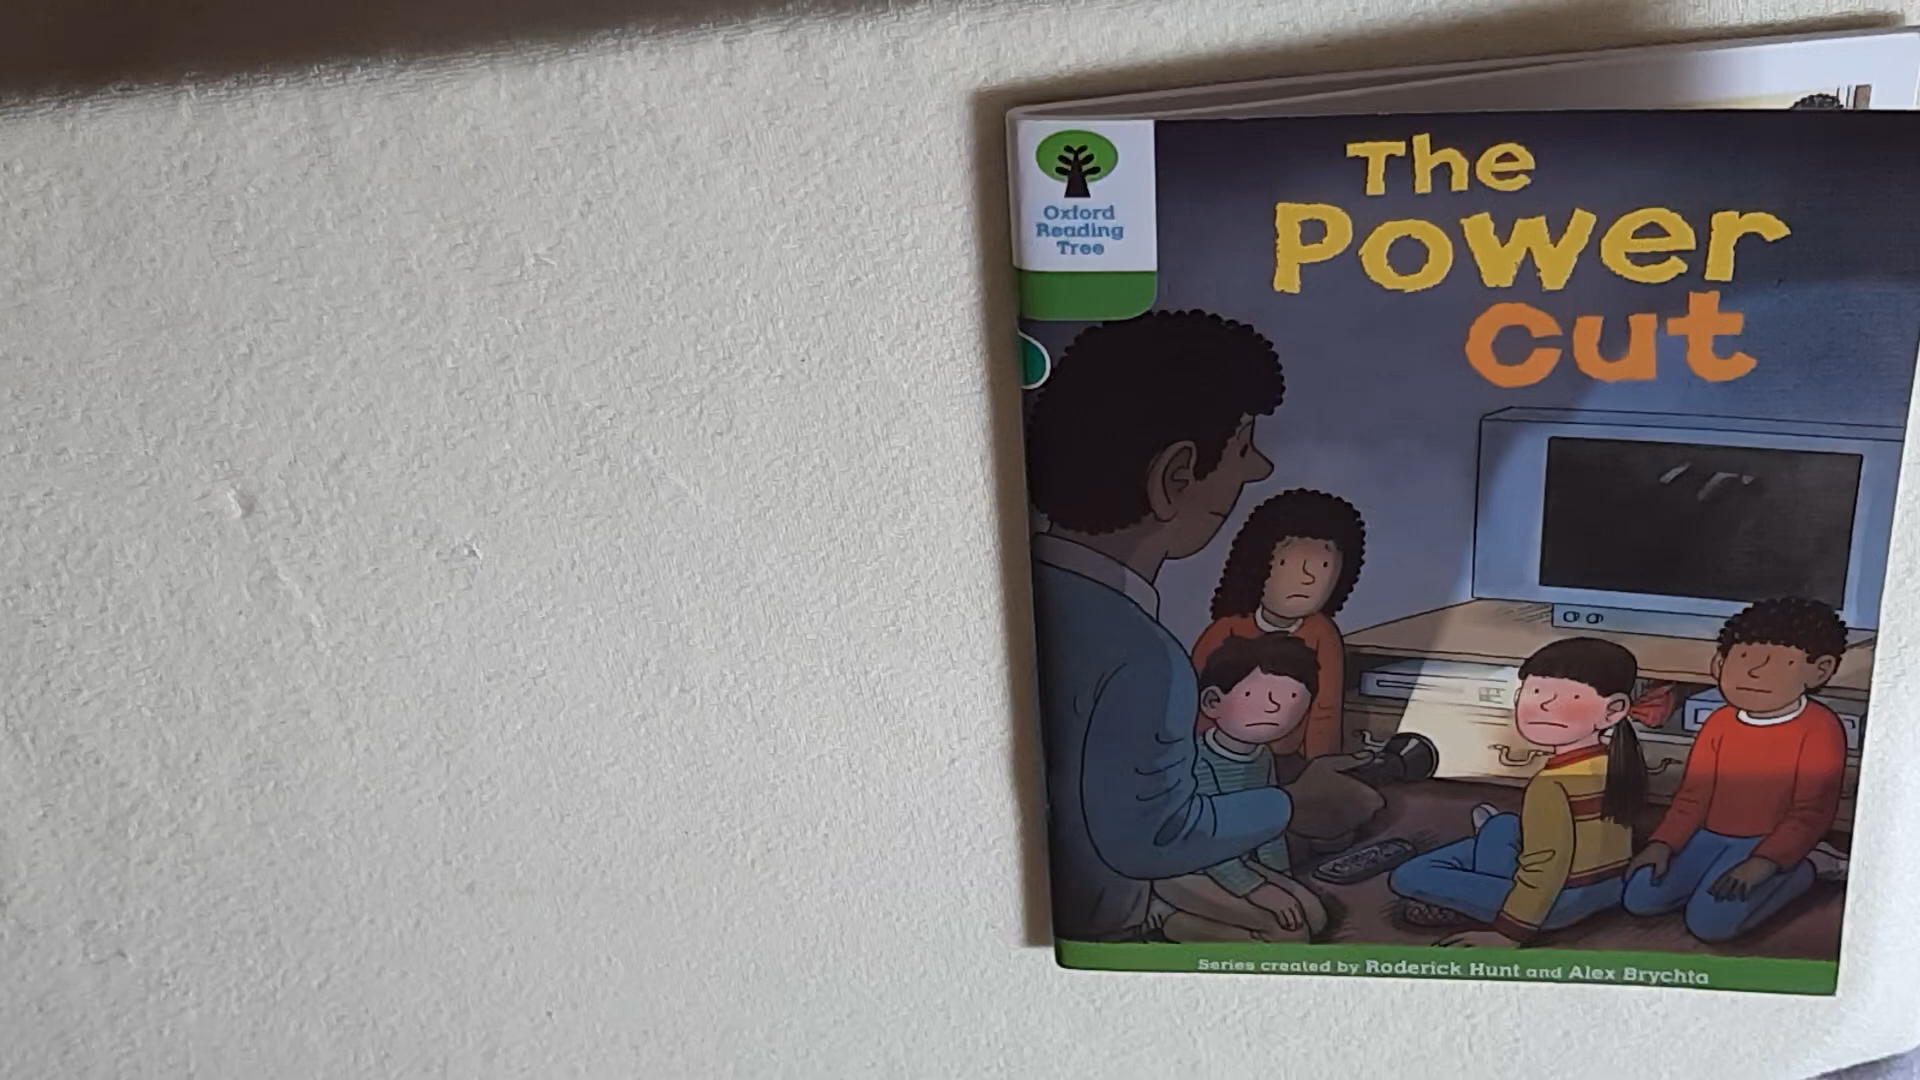 Oxford
Reading
Tree
The
Power
cut
Series created by Roderick Hunt and Alex Brychta